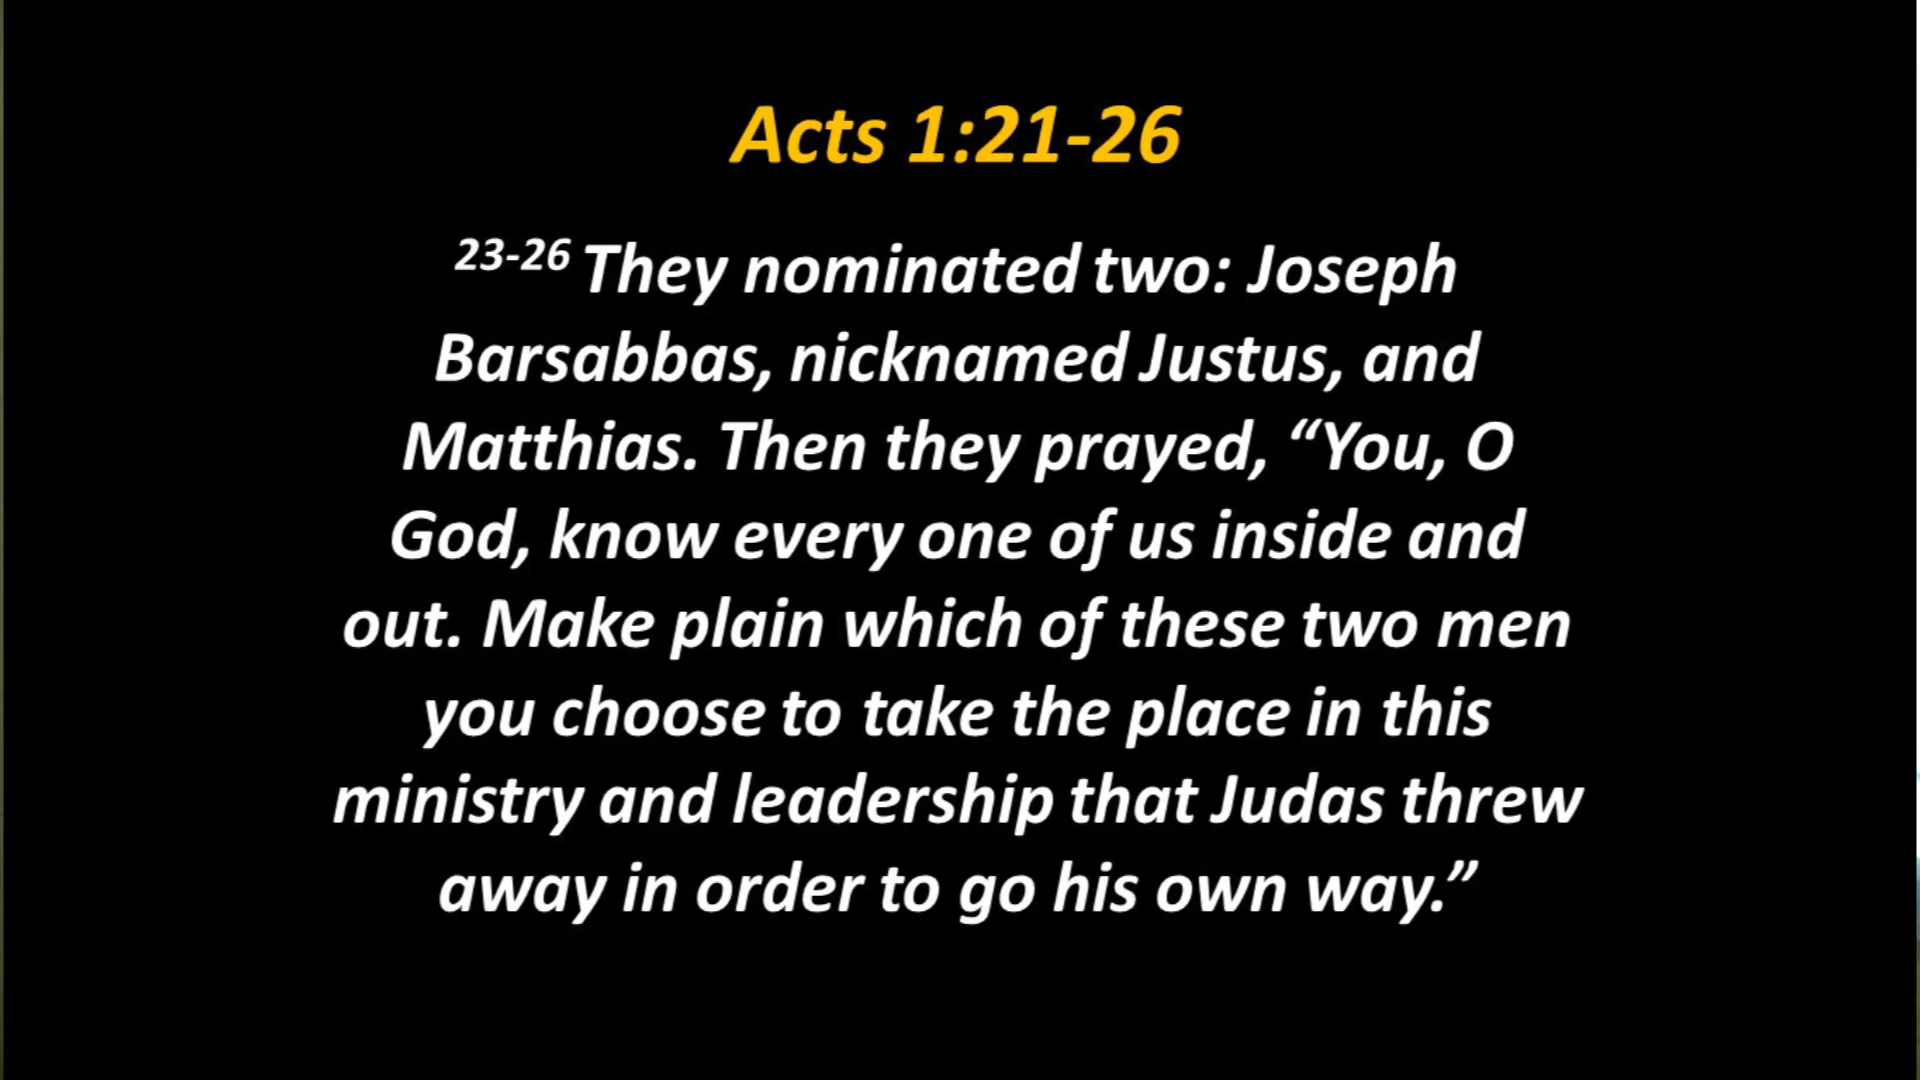 Acts 1:21-26
23-26 They nominated two: Joseph
Barsabbas, nicknamed Justus, and
Matthias. Then they prayed, “You, O
God, know every one of us inside and
out. Make plain which of these two men
you choose to take the place in this
ministry and leadership that Judas threw
away in order to go his own way.”